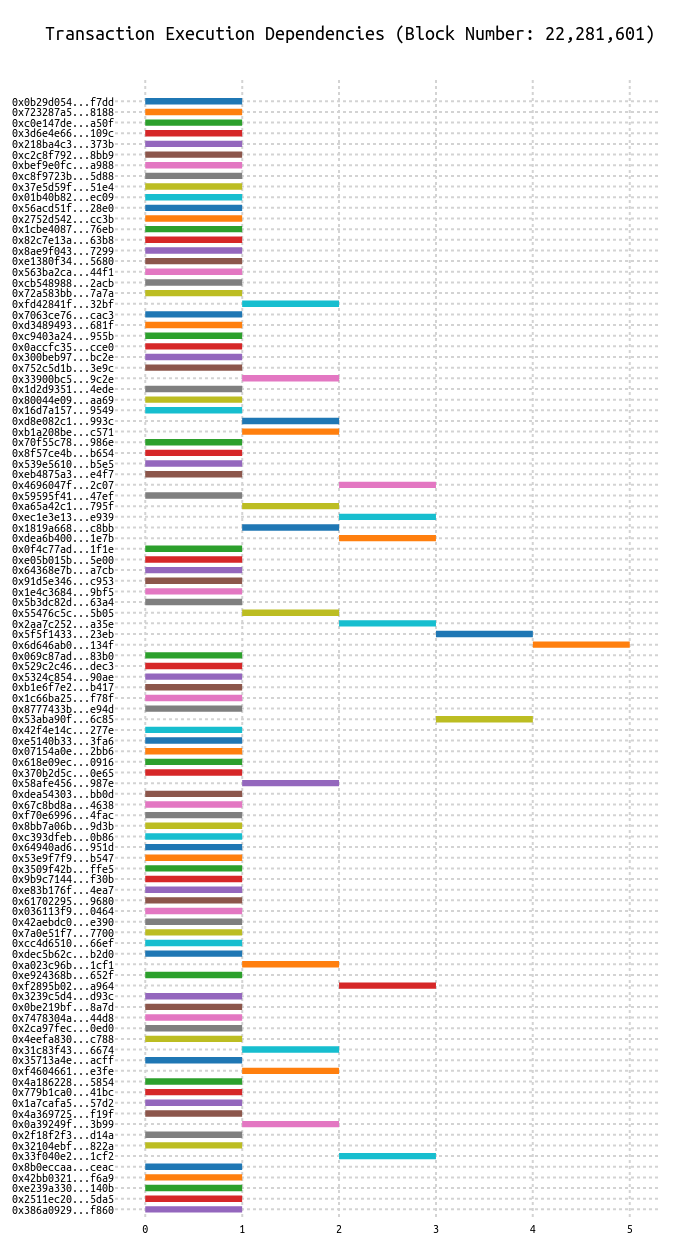 Transaction Execution Dependencies (Block Number: 22,281,601)
0x0b29d054...f7dd
0x723287a5...8188
0xc0e147de...a50f
0x3d6e4e66...109c
0x218ba4c3...373b
0xc2c8f792...8bb9
0xbef9e0fc...a988
0xc8f9723b...5d88
0x37e5d59f...51e4
0x01b40b82...ec09
0x56acd51f...28e0
0x2752d542...cc3b
0x1cbe4087...76eb
0x82c7e13a...63b8
0x8ae9f043...7299
0xe1380f34...5680
0x563ba2ca...44f1
0xcb548988...2acb
0x72a583bb...7a7a
0xfd42841f...32bf
0x7063ce76...cac3
0xd3489493...681f
0xc9403a24...955b
0x0accfc35...cce0
0x300beb97...bc2e
0x752c5d1b...3e9c
0x33900bc5...9c2e
0x1d2d9351...4ede
0x80044e09...aa69
0x16d7a157...9549
0xd8e082c1...993c
0xb1a208be...c571
0x70f55c78...986e
0x8f57ce4b...b654
0x539e5610...b5e5
0xeb4875a3...e4f7
0x4696047f...2c07
0x59595f41...47ef
0xa65a42c1...795f
0xec1e3e13...e939
0x1819a668...c8bb
0xdea6b400...1e7b
0x0f4c77ad...1f1e
0xe05b015b...5e00
0x64368e7b...a7cb
0x91d5e346...c953
0x1e4c3684...9bf5
0x5b3dc82d...63a4
0x55476c5c...5b05
0x2aa7c252...a35e
0x5f5f1433...23eb
0x6d646ab0...134f
0x069c87ad...83b0
0x529c2c46...dec3
0x5324c854...90ae
0xb1e6f7e2...b417
0x1c66ba25...f78f
0x8777433b...e94d
0x53aba90f...6c85
0x42f4e14c...277e
0xe5140b33...3fa6
0x07154a0e...2bb6
0x618e09ec...0916
0x370b2d5c...0e65
0x58afe456...987e
0xdea54303...bb0d
0x67c8bd8a...4638
0xf70e6996...4fac
0x8bb7a06b...9d3b
0xc393dfeb...0b86
0x64940ad6...951d
0x53e9f7f9...b547
0x3509f42b...ffe5
0x9b9c7144...f30b
0xe83b176f...4ea7
0x61702295...9680
0x036113f9...0464
0x42aebdc0...e390
0x7a0e51f7...7700
0xcc4d6510...66ef
0xdec5b62c...b2d0
0xa023c96b...1cf1
0xe924368b...652f
0xf2895b02...a964
0x3239c5d4...d93c
0x0be219bf...8a7d
0x7478304a...44d8
0x2ca97fec...0ed0
0x4eefa830...c788
0x31c83f43...6674
0x35713a4e...acff
0xf4604661...e3fe
0x4a186228...5854
0x779b1ca0...41bc
0x1a7cafa5...57d2
0x4a369725...f19f
0x0a39249f...3b99
0x2f18f2f3...d14a
0x32104ebf...822a
0x33f040e2...1cf2
0x8b0eccaa...ceac
0x42bb0321...f6a9
0xe239a330...140b
0x2511ec20...5da5
0x386a0929...f860
0 1 2 3 4 5